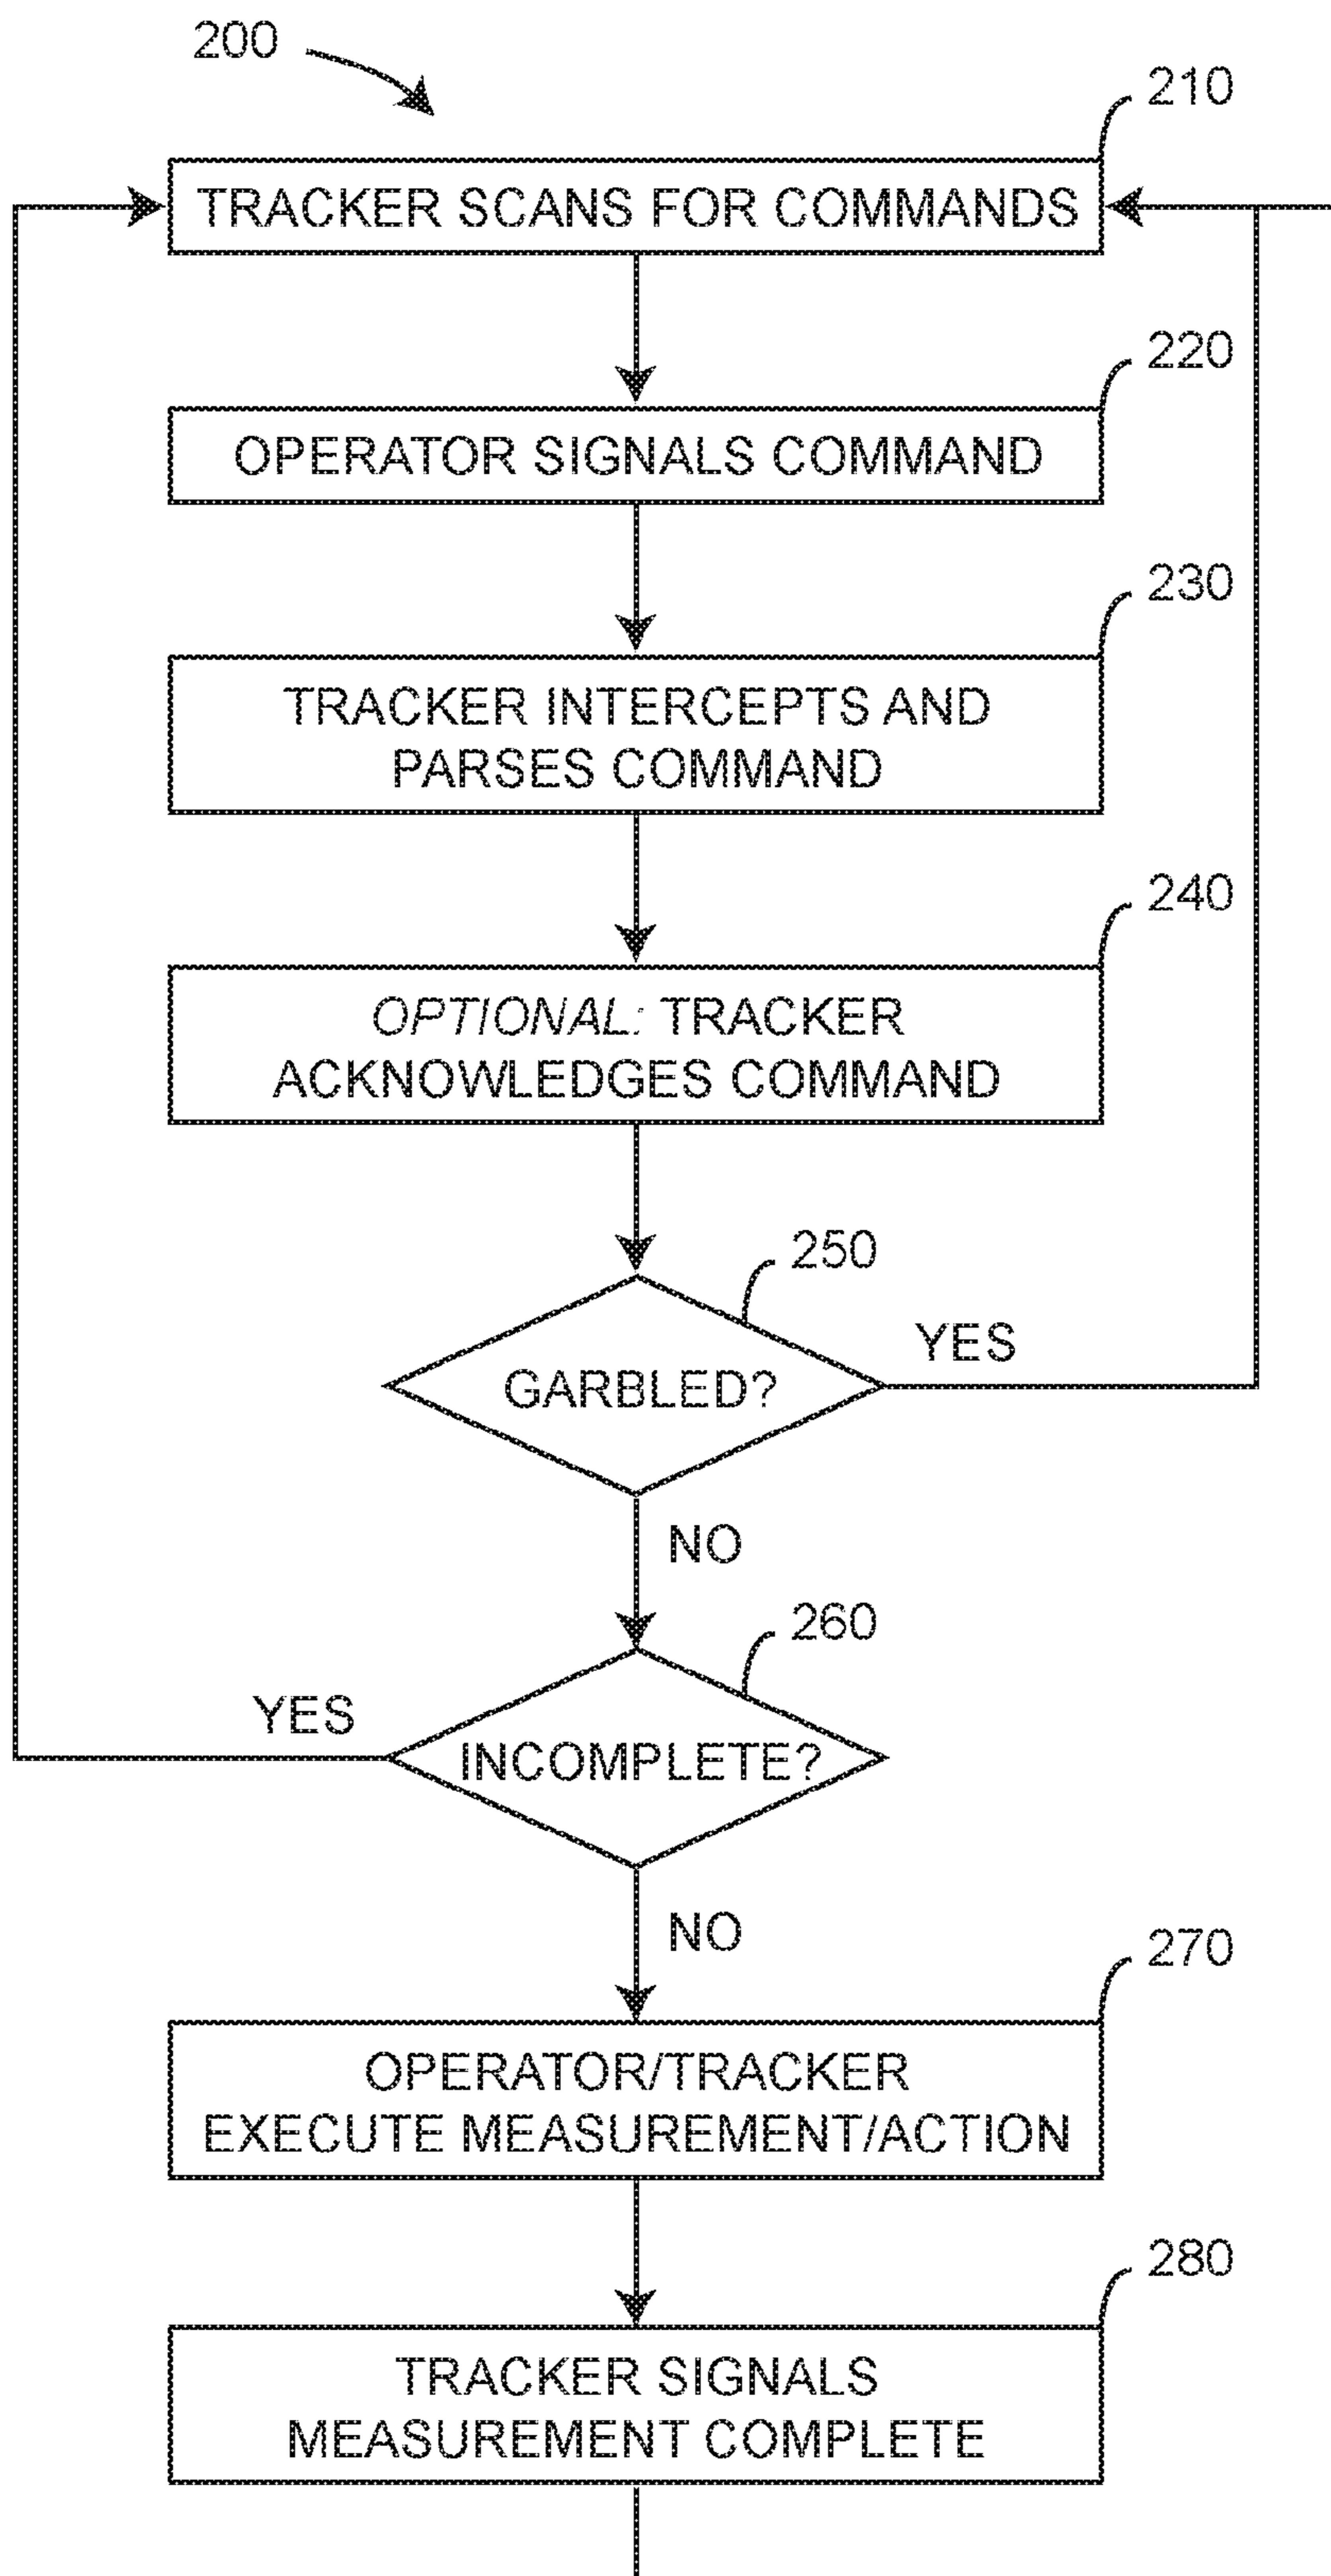 200
210
TRACKER SCANS FOR COMMANDS
220
OPERATOR SIGNALS COMMAND
230
TRACKER INTERCEPTS AND
PARSES COMMAND
240
OPTIONAL: TRACKER
ACKNOWLEDGES COMMAND
250
GARBLED?
YES
NO
260
YES
INCOMPLETE?
NO
270
OPERATOR/TRACKER
EXECUTE MEASUREMENT/ACTION
280
TRACKER SIGNALS
MEASUREMENT COMPLETE